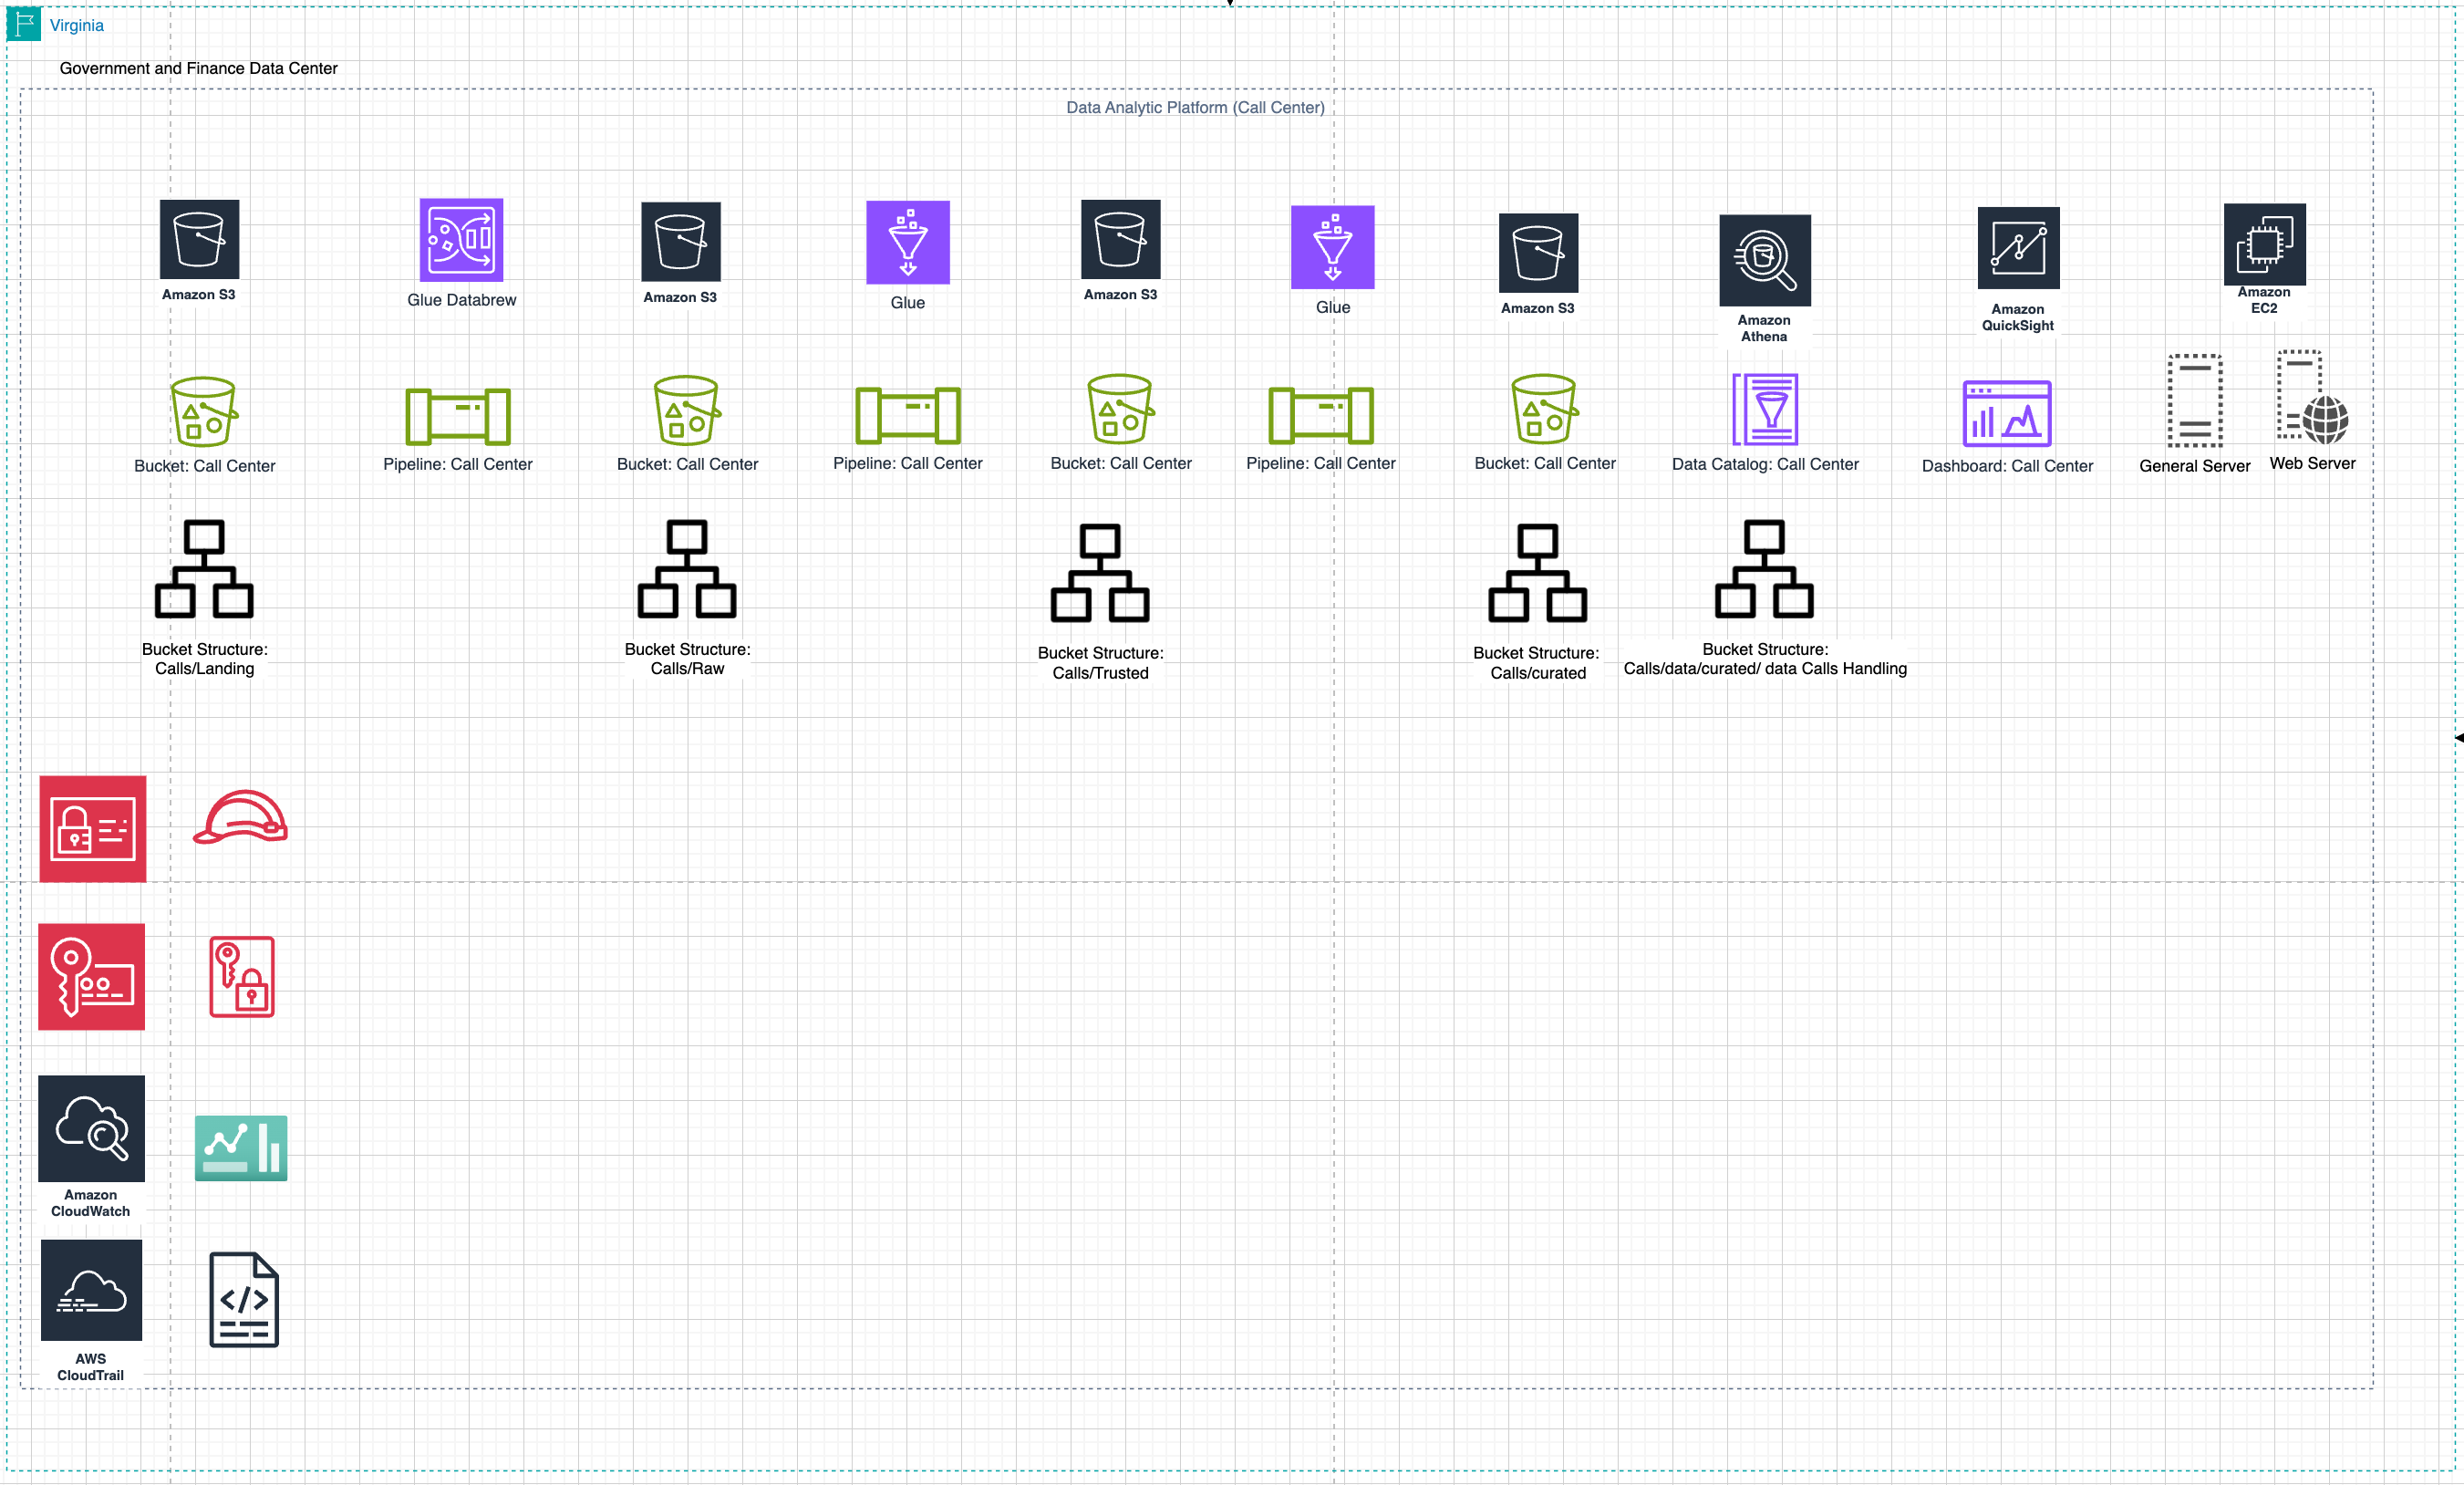 Virginia
Government and Finance Data Center
Data Analytic Platform (Call Center)
Amazon S3
Glue Databrew
Amazon S3
Glue
Amazon S3
Glue
Amazon S3
Amazon
Athena
Amazon
QuickSight
Amazon
EC2
Bucket: Call Center
Pipeline: Call Center
Bucket: Call Center
Pipeline: Call Center
Bucket: Call Center
Pipeline: Call Center
Bucket: Call Center
Data Catalog: Call Center
Dashboard: Call Center
General Server
Web Server
Bucket Structure:
Calls/Landing
Bucket Structure:
Calls/Raw
Bucket Structure:
Calls/Trusted
Bucket Structure:
Calls/curated
Bucket Structure:
Calls/data/curated/ data Calls Handling
Amazon
CloudWatch
AWS
CloudTrail